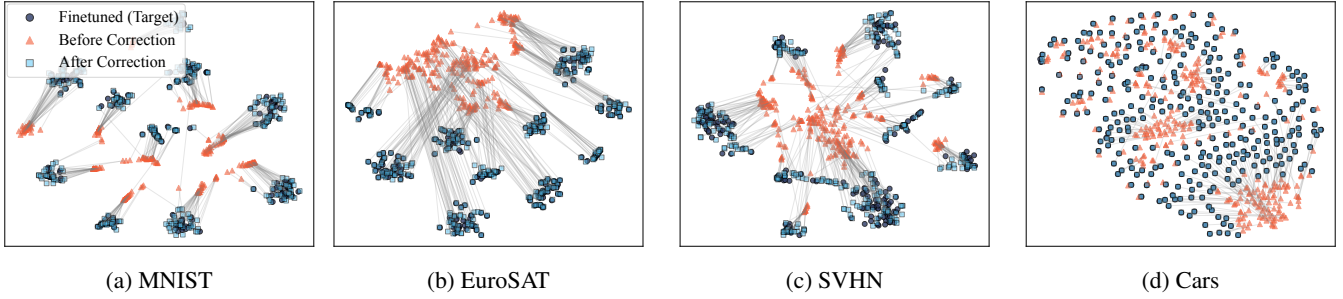 Finetuned (Target)
Before Correction
After Correction
(a) MNIST
(b) EuroSAT
(c) SVHN
(d) Cars